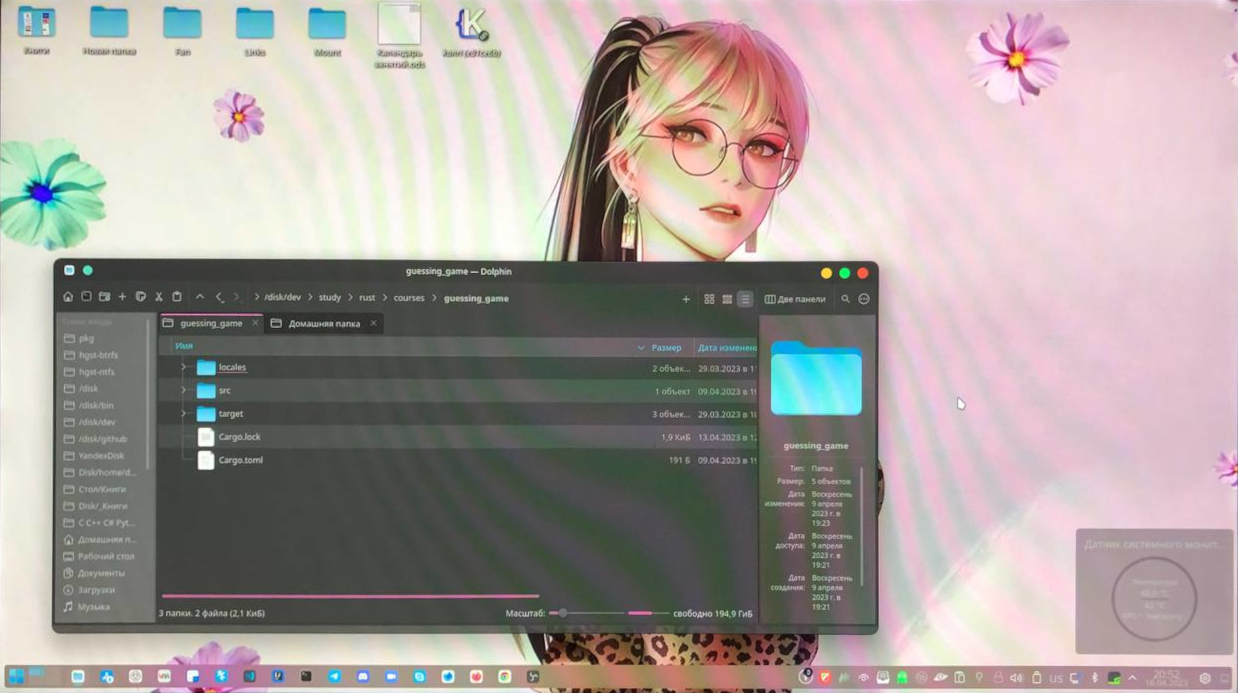 Книги
Новая папка
Fan
Links
Mount
Календарь
занятий.ods
guessing_game — Dolphin
/disk/dev
study
rust
courses
guessing_game
Две панели
guessing_game
Домашняя папка
pkg
hgst-btrfs
hgst-ntfs
/disk
/disk/bin
/disk/dev
/disk/github
YandexDisk
Disk/home/d...
Стол/Книги
Disk/_Книги
C C++ C# Pyt...
Домашняя п...
Рабочий стол
Документы
Загрузки
Музыка
Имя
Размер
Дата изменени
locales
2 объек...
29.03.2023 в 1
src
1 объект
09.04.2023 в 1
target
3 объек...
29.03.2023 в 1
Cargo.lock
1,9 КиБ
13.04.2023 в 1
Cargo.toml
191 Б
09.04.2023 в 1
3 папки, 2 файла (2,1 КиБ)
Масштаб:
свободно 194,9 ГиБ
guessing_game
Тип: Папка
Размер: 5 объектов
Дата изменения: Воскресень
9 апреля
2023 г. в
19:23
Дата доступа: Воскресень
9 апреля
2023 г. в
19:21
Дата создания: Воскресень
9 апреля
2023 г. в
19:21
Датчик системного монит...
us
20:52